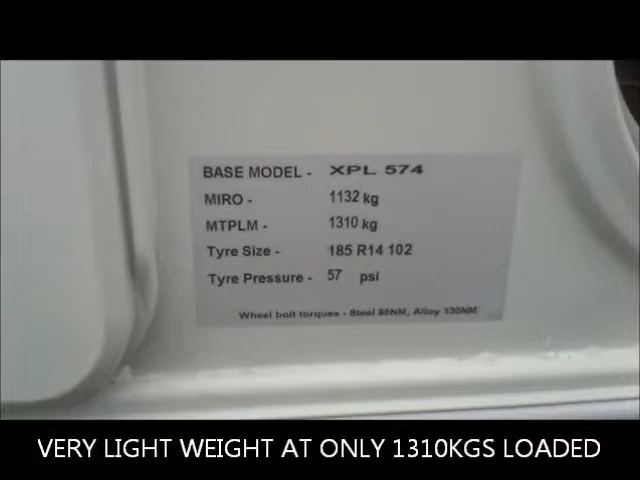 BASE MODEL - XPL 574
MIRO - 1132 kg
MTPLM - 1310 kg
Tyre Size - 185 R14 102
Tyre Pressure - 57 psi
Wheel bolt torques - Steel 88NM, Alloy 130NM
VERY LIGHT WEIGHT AT ONLY 1310KGS LOADED